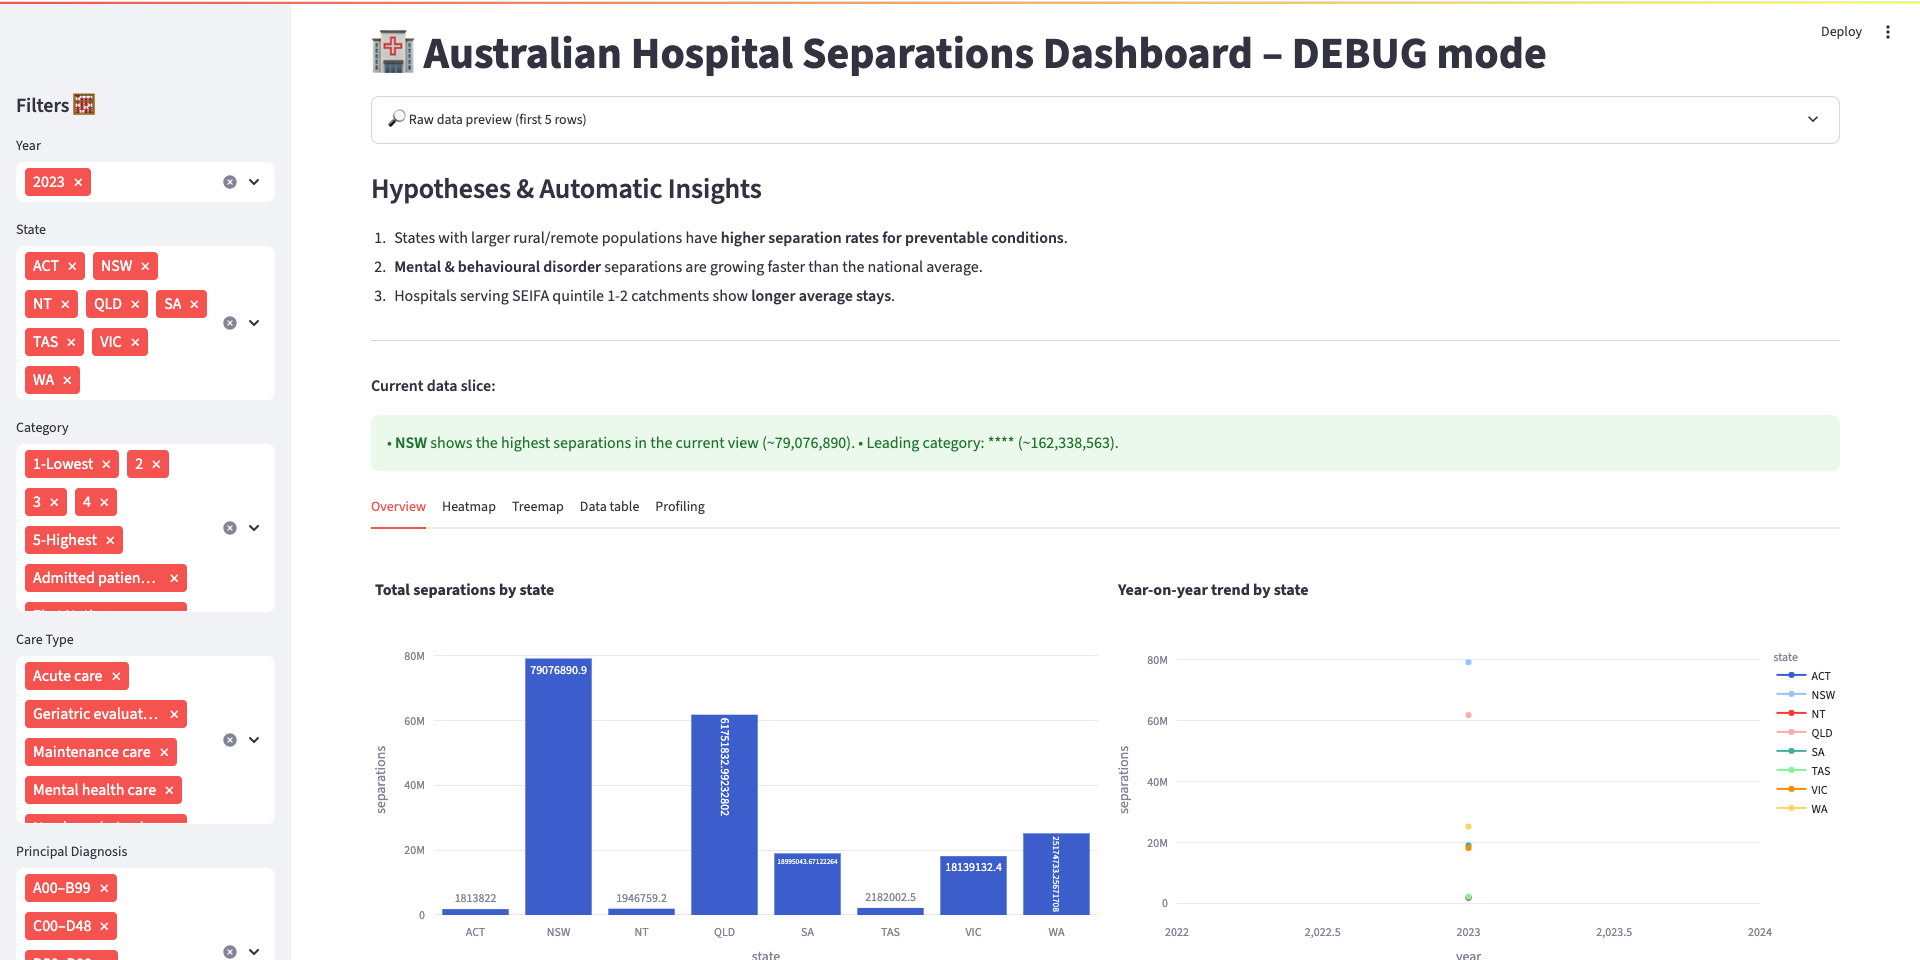 Deploy
Australian Hospital Separations Dashboard – DEBUG mode
Filters
Year
2023
State
ACT NSW
NT QLD SA
TAS VIC
WA
Category
1-Lowest 2
3 4
5-Highest
Admitted patien...
Care Type
Acute care
Geriatric evaluat...
Maintenance care
Mental health care
Principal Diagnosis
A00–B99
C00–D48
Raw data preview (first 5 rows)
Hypotheses & Automatic Insights
1. States with larger rural/remote populations have higher separation rates for preventable conditions.
2. Mental & behavioural disorder separations are growing faster than the national average.
3. Hospitals serving SEIFA quintile 1-2 catchments show longer average stays.
Current data slice:
• NSW shows the highest separations in the current view (~79,076,890). • Leading category: **** (~162,338,563).
Overview Heatmap Treemap Data table Profiling
Total separations by state
separations
80M
60M
40M
20M
0
1813822
79076890.9
1946759.2
61751832.99232802
18995043.67122264
2182002.5
18139132.4
25174733.25671708
ACT NSW NT QLD SA TAS VIC WA
state
Year-on-year trend by state
separations
80M
60M
40M
20M
0
2022 2,022.5 2023 2,023.5 2024
year
state
ACT
NSW
NT
QLD
SA
TAS
VIC
WA